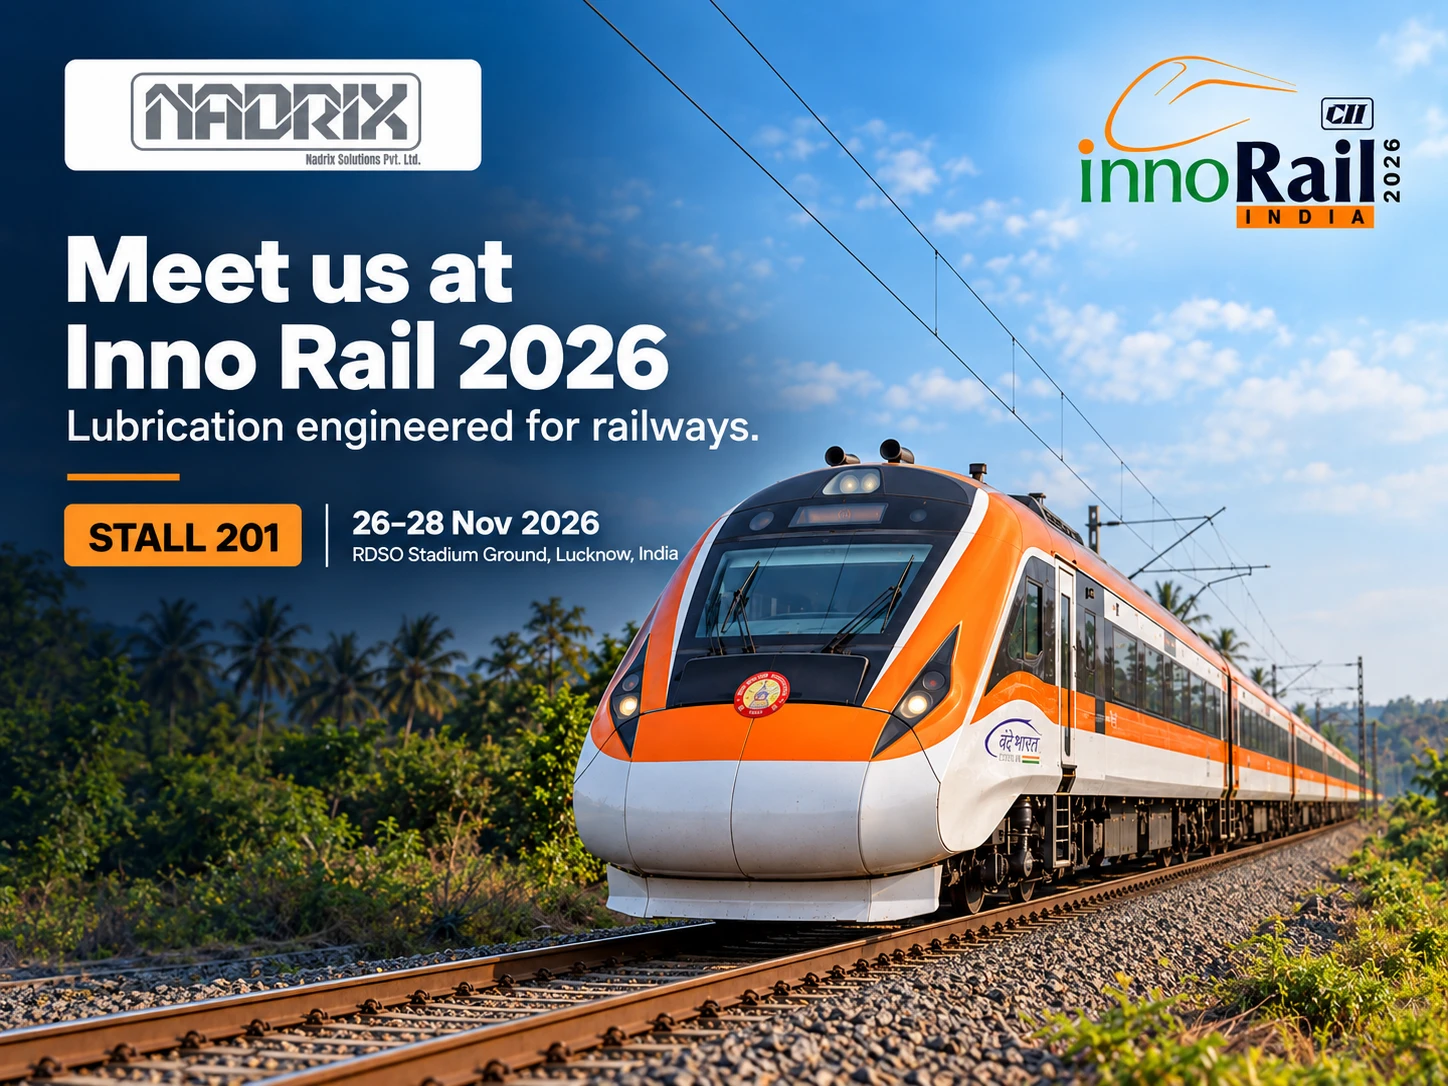 NADRIX
Nadrix Solutions Pvt. Ltd.
CII
innoRail
2026
INDIA
Meet us at
Inno Rail 2026
Lubrication engineered for railways.
STALL 201
26–28 Nov 2026
RDSO Stadium Ground, Lucknow, India
वंदे भारत